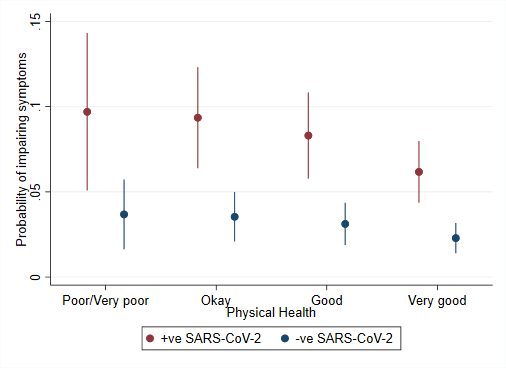 Probability of impairing symptoms
.15
.1
.05
0
Poor/Very poor Okay Good Very good
Physical Health
+ve SARS-CoV-2 -ve SARS-CoV-2